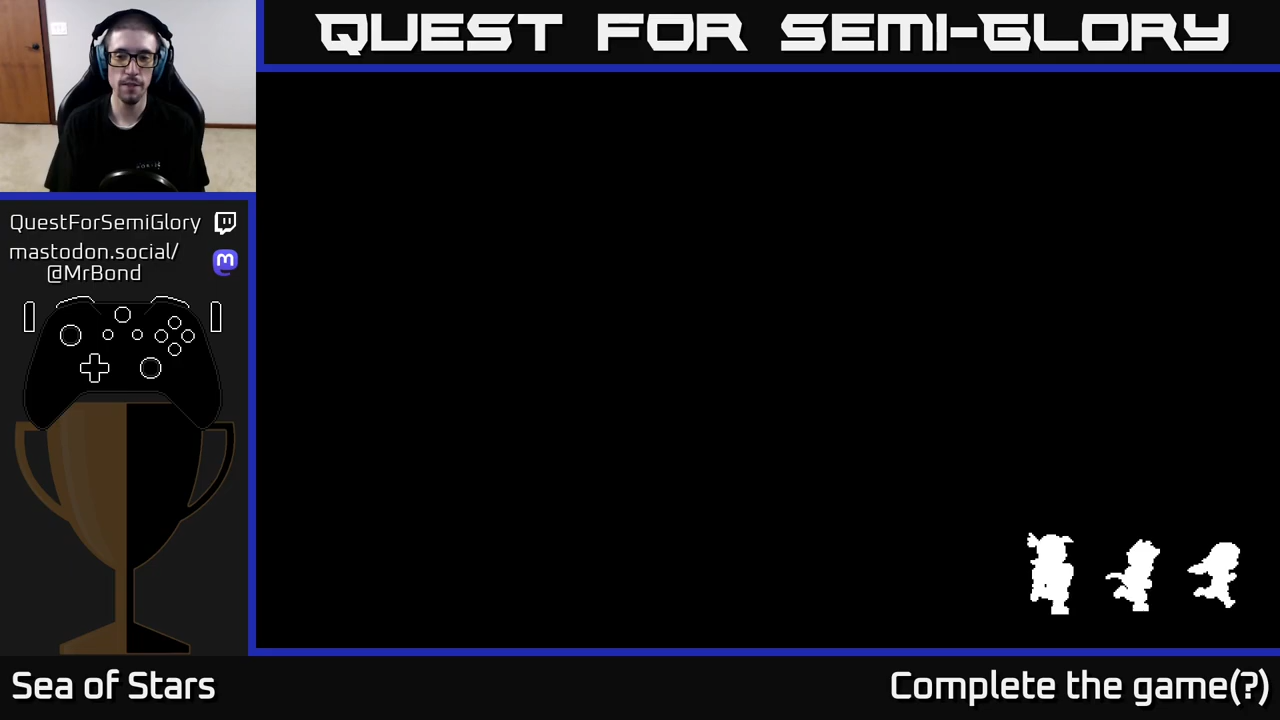 QUEST FOR SEMI-GLORY
QuestForSemiGlory
mastodon.social/
@MrBond
Sea of Stars
Complete the game(?)